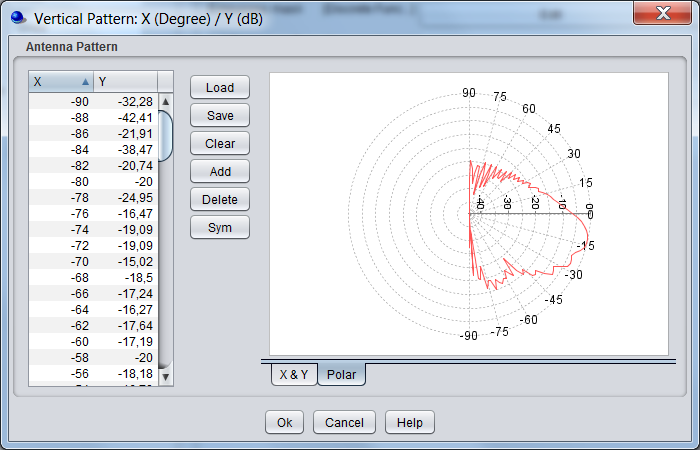 Vertical Pattern: X (Degree) / Y (dB)
Antenna Pattern
X Y
-90 -32,28
-88 -42,41
-86 -21,91
-84 -38,47
-82 -20,74
-80 -20
-78 -24,95
-76 -16,47
-74 -19,09
-72 -19,09
-70 -15,02
-68 -18,5
-66 -17,24
-64 -16,27
-62 -17,64
-60 -17,19
-58 -20
-56 -18,18
Load
Save
Clear
Add
Delete
Sym
90
75
60
45
30
15
0
-15
-30
-45
-60
-75
-90
-40 -30 -20 -10 0
X & Y Polar
Ok Cancel Help